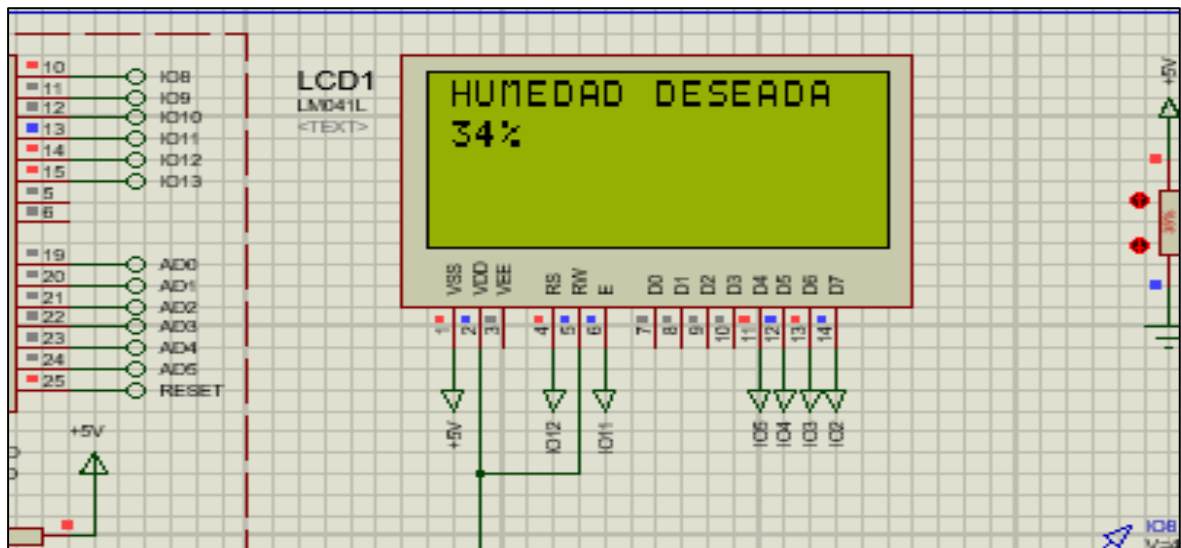 10 IO8
11 IO9
12 IO10
13 IO11
14 IO12
15 IO13
5
6
19 AD0
20 AD1
21 AD2
22 AD3
23 AD4
24 AD5
25 RESET
+5V
LCD1
LM041L
<TEXT>
HUMEDAD DESEADA
34%
VSS VDD VEE RS RW E D0 D1 D2 D3 D4 D5 D6 D7
1 2 3 4 5 6 7 8 9 10 11 12 13 14
+5V IO12 IO11 IO5 IO4 IO3 IO2
+5V
IO8